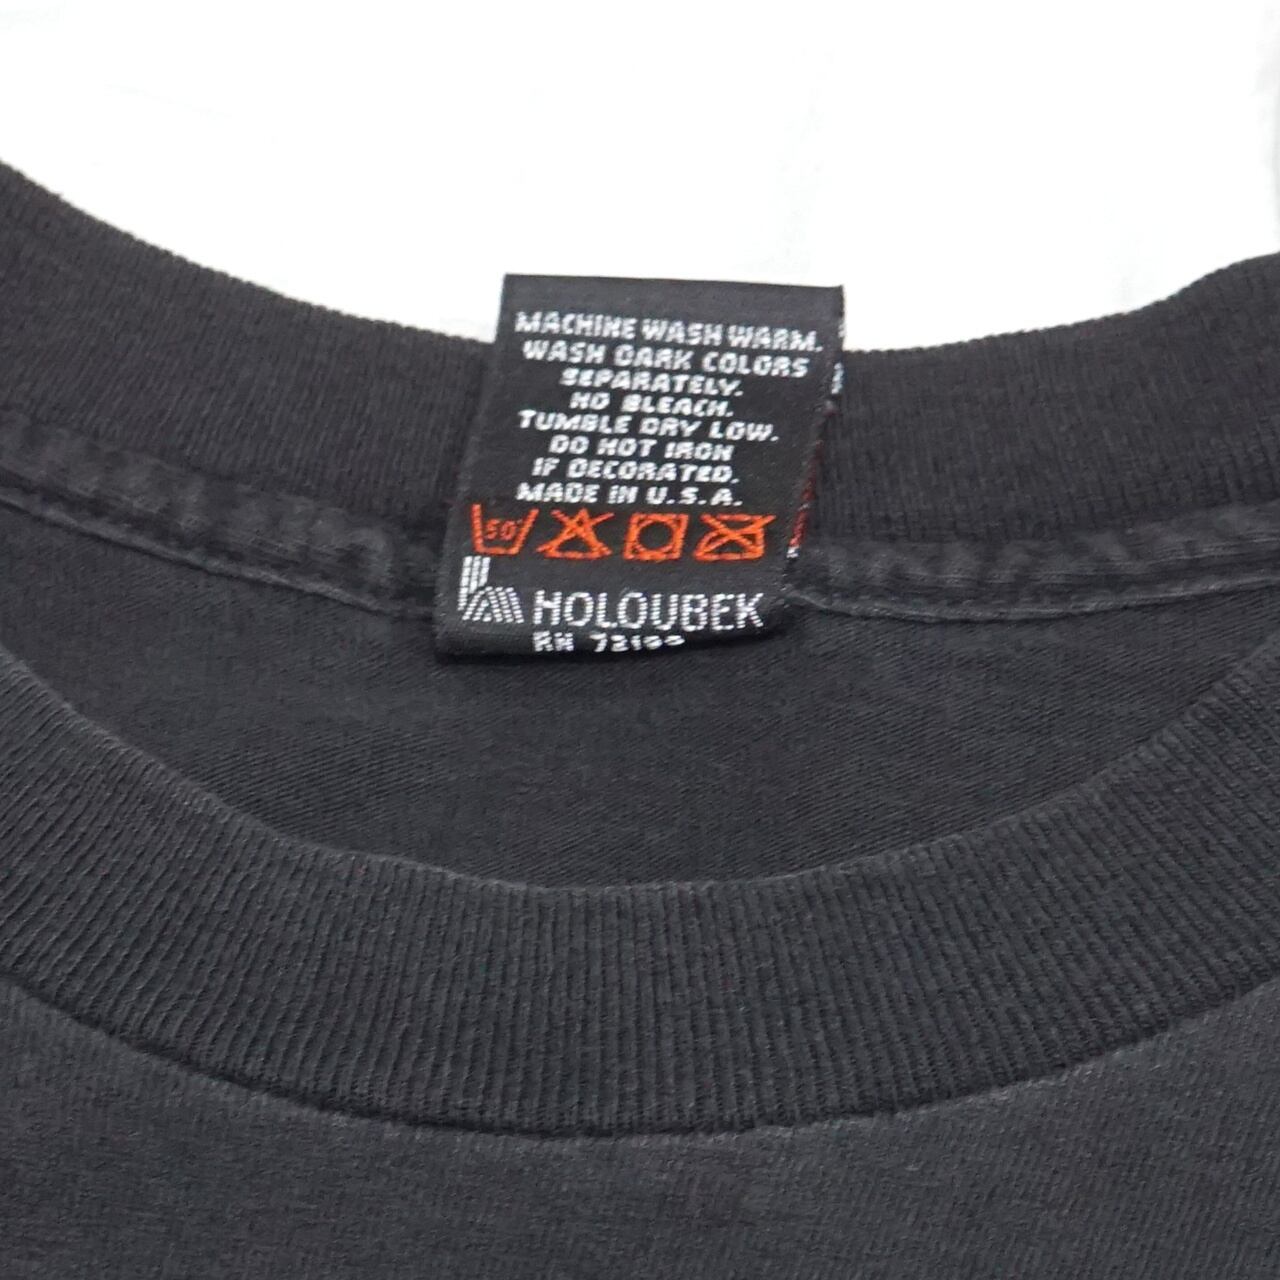 MACHINE WASH WARM.
WASH DARK COLORS
SEPARATELY.
NO BLEACH.
TUMBLE DRY LOW.
DO NOT IRON
IF DECORATED.
MADE IN U.S.A.
50
HOLOUBEK
RN